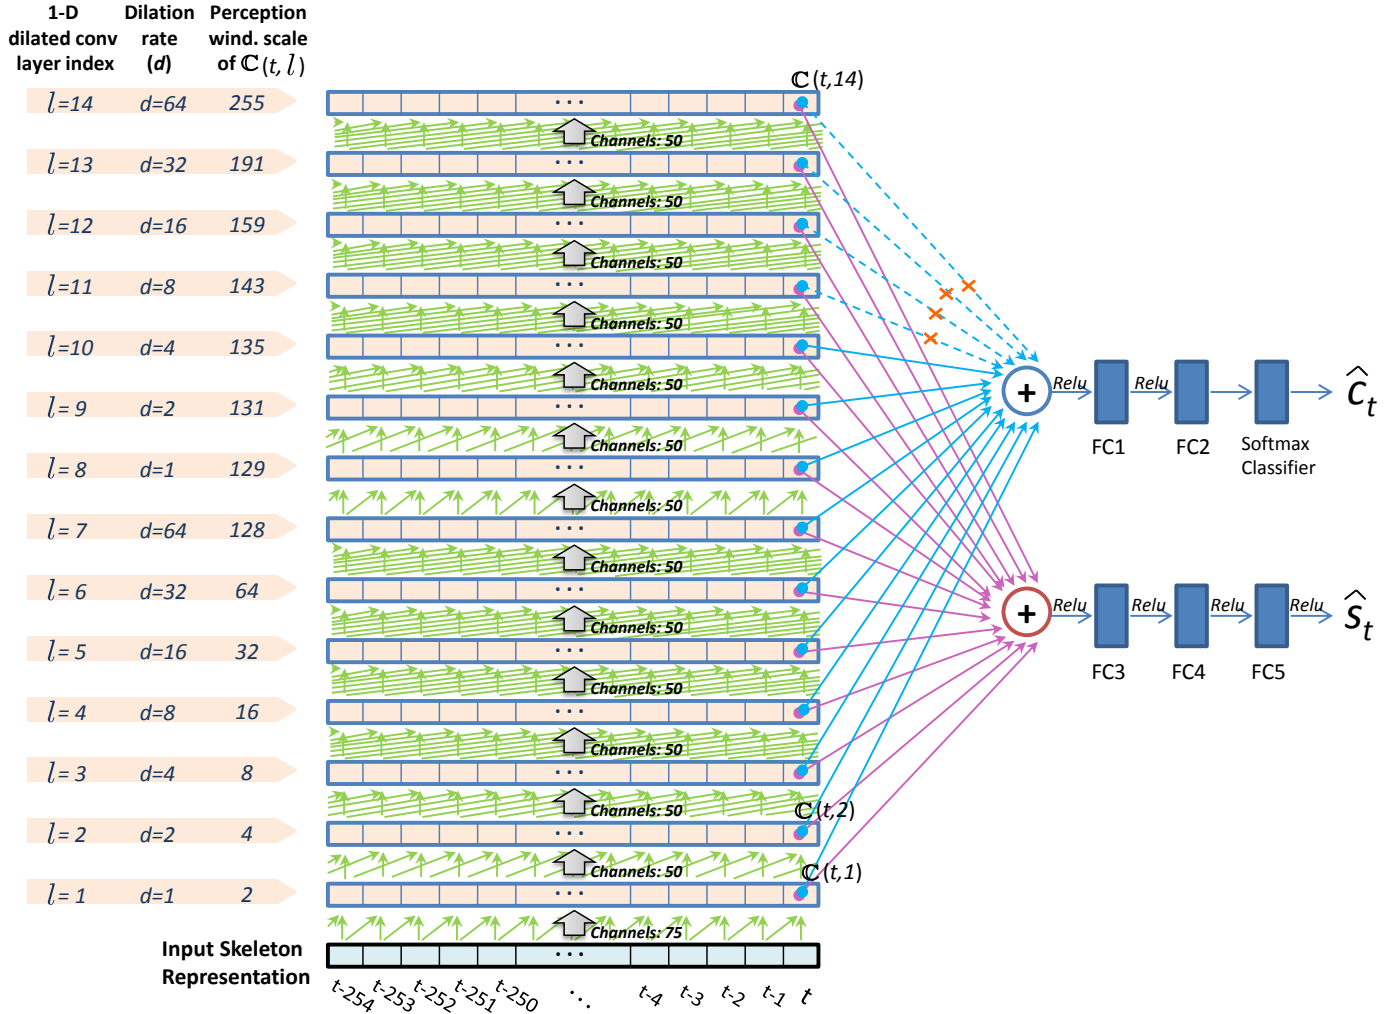 1-D Dilation Perception
dilated conv rate wind. scale
layer index (d) of ℂ(t, l)
ℂ(t,14)
l=14 d=64 255 ...
Channels: 50
l=13 d=32 191 ...
Channels: 50
l=12 d=16 159 ...
Channels: 50
l=11 d=8 143 ...
Channels: 50
l=10 d=4 135 ...
Channels: 50
l=9 d=2 131 ...
Channels: 50
l=8 d=1 129 ...
Channels: 50
l=7 d=64 128 ...
Channels: 50
l=6 d=32 64 ...
Channels: 50
l=5 d=16 32 ...
Channels: 50
l=4 d=8 16 ...
Channels: 50
l=3 d=4 8 ...
Channels: 50
ℂ(t,2)
l=2 d=2 4 ...
Channels: 50
ℂ(t,1)
l=1 d=1 2 ...
Channels: 75
Input Skeleton
Representation
...
t-254 t-253 t-252 t-251 t-250 ... t-4 t-3 t-2 t-1 t
+ Relu Relu ĉt
FC1 FC2 Softmax
Classifier
+ Relu Relu Relu Relu ŝt
FC3 FC4 FC5